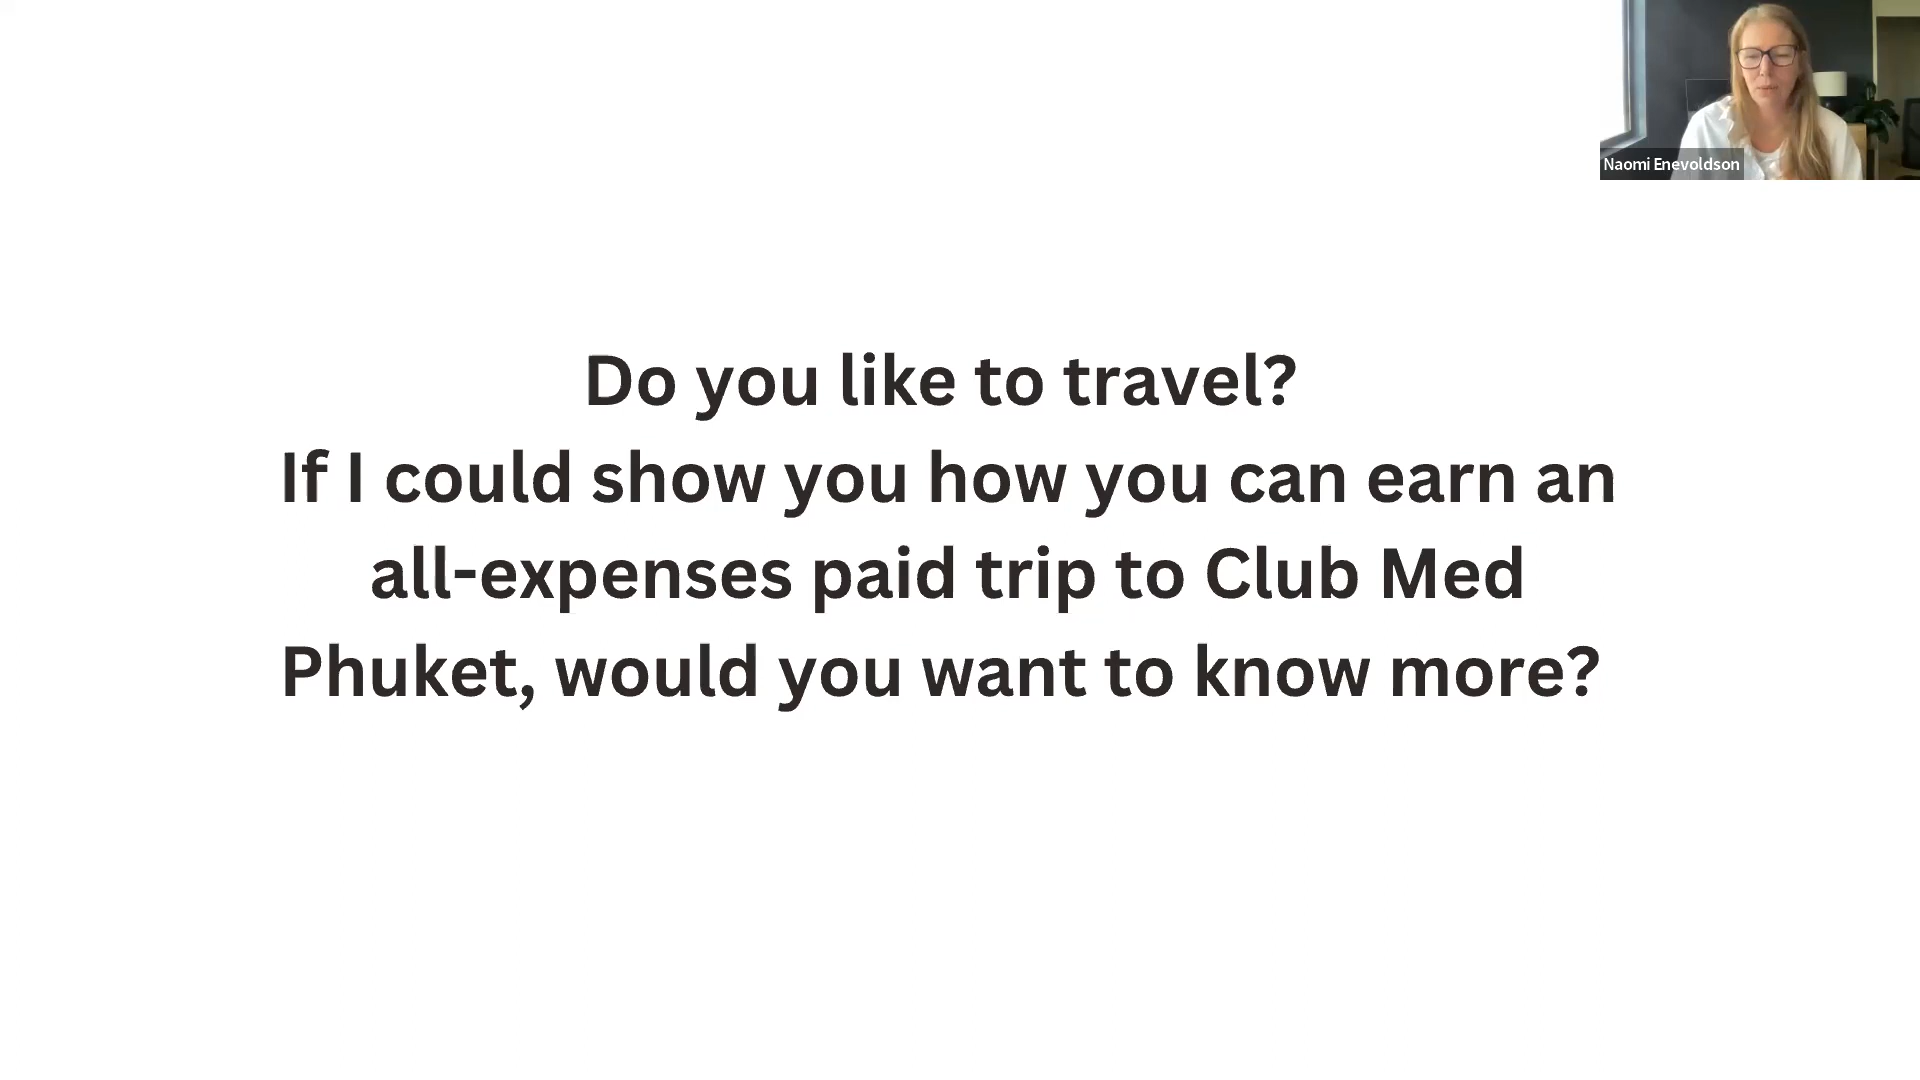 Naomi Enevoldson
Do you like to travel?
If I could show you how you can earn an
all-expenses paid trip to Club Med
Phuket, would you want to know more?